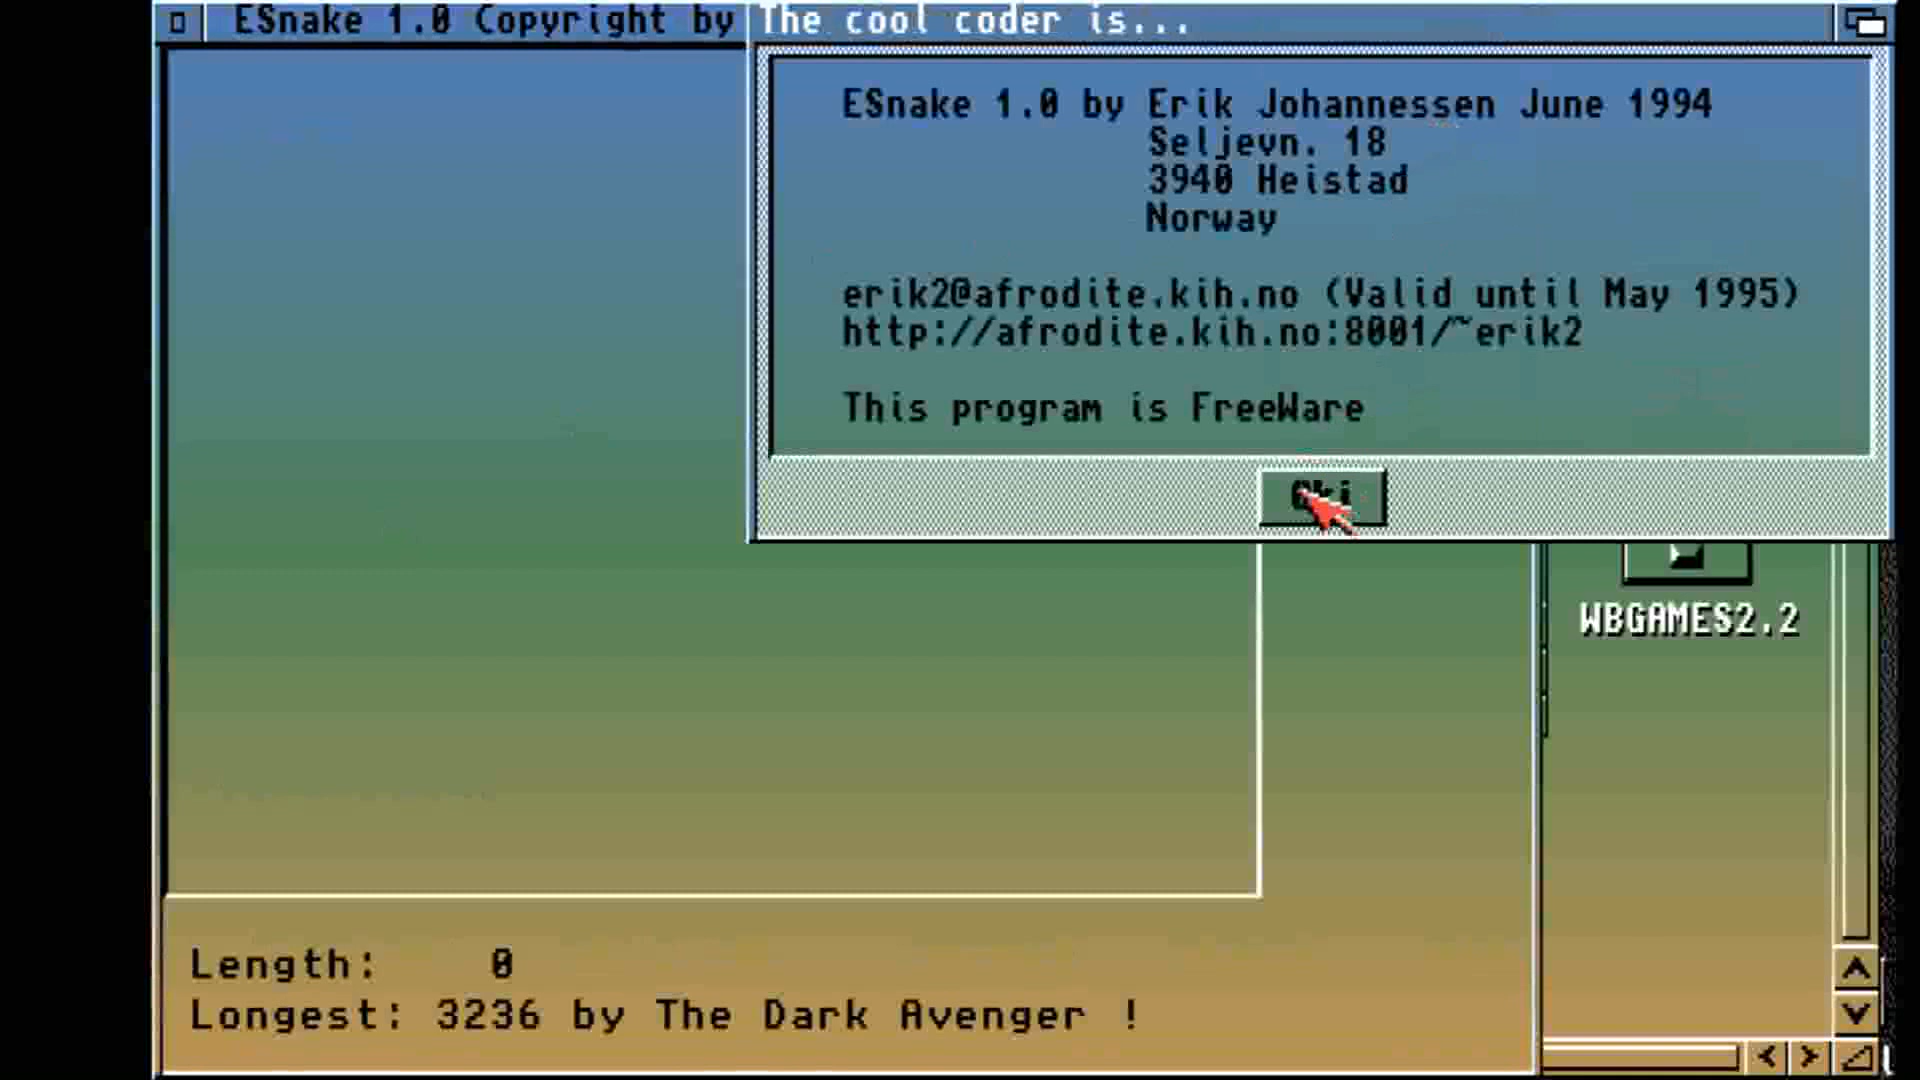 ESnake 1.0 Copyright by
The cool coder is...
ESnake 1.0 by Erik Johannessen June 1994
Seljevn. 18
3940 Heistad
Norway
erik2@afrodite.kih.no (Valid until May 1995)
http://afrodite.kih.no:8001/~erik2
This program is FreeWare
Oki
WBGAMES2.2
Length: 0
Longest: 3236 by The Dark Avenger !